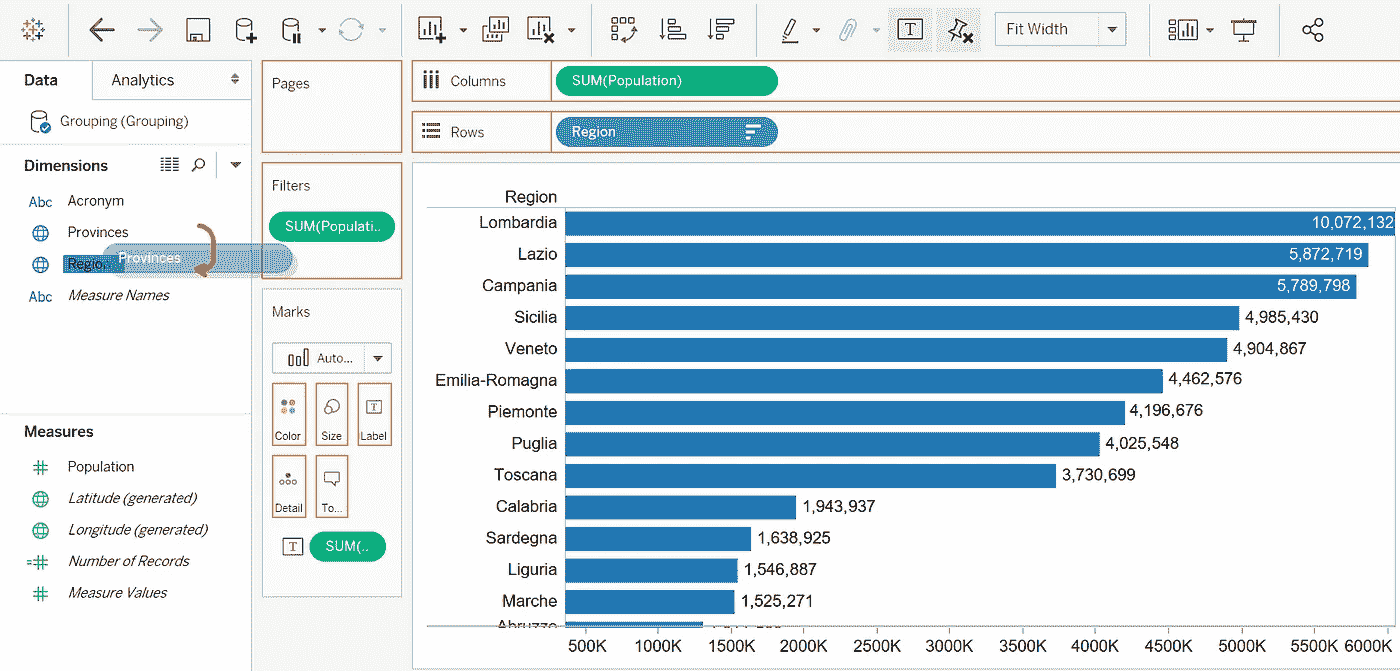 Fit Width
Data
Analytics
Grouping (Grouping)
Dimensions
Abc Acronym
Provinces
Region Provinces
Abc Measure Names
Measures
Population
Latitude (generated)
Longitude (generated)
Number of Records
Measure Values
Pages
Filters
SUM(Populati..
Marks
Auto...
Color Size Label
Detail To...
T SUM(..
Columns SUM(Population)
Rows Region
Region
Lombardia 10,072,132
Lazio 5,872,719
Campania 5,789,798
Sicilia 4,985,430
Veneto 4,904,867
Emilia-Romagna 4,462,576
Piemonte 4,196,676
Puglia 4,025,548
Toscana 3,730,699
Calabria 1,943,937
Sardegna 1,638,925
Liguria 1,546,887
Marche 1,525,271
Abruzzo
500K 1000K 1500K 2000K 2500K 3000K 3500K 4000K 4500K 5000K 5500K 6000K